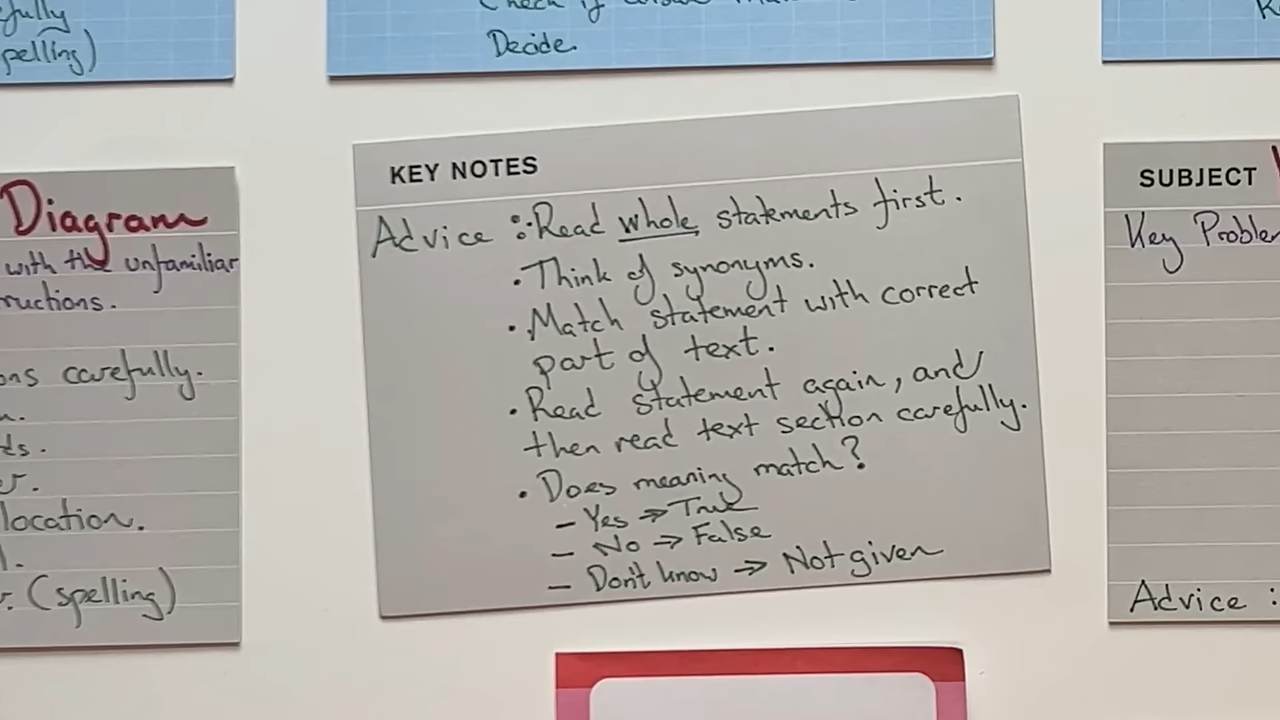 pelling)
Decide
Diagram
with the unfamiliar
ructions.
ons carefully.
location.
(spelling)
KEY NOTES
Advice : · Read whole statements first.
· Think of synonyms.
· Match statement with correct
part of text.
· Read statement again, and
then read text section carefully.
· Does meaning match?
– Yes ⇒ True
– No ⇒ False
– Don't know ⇒ Not given
SUBJECT
Key Problem
Advice :